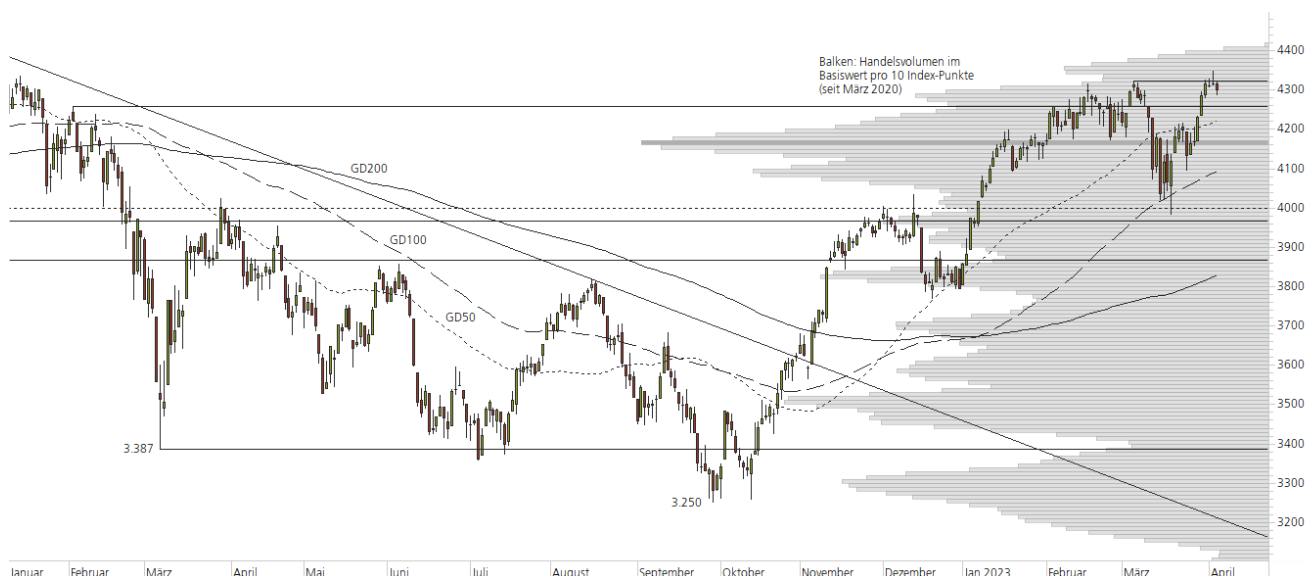 Balken: Handelsvolumen im
Basiswert pro 10 Index-Punkte
(seit März 2020)
4400
4300
4200
GD200
4100
4000
GD100
3900
3800
GD50
3700
3600
3500
3.387
3400
3300
3.250
3200
Januar Februar März April Mai Juni Juli August September Oktober November Dezember Jan 2023 Februar März April